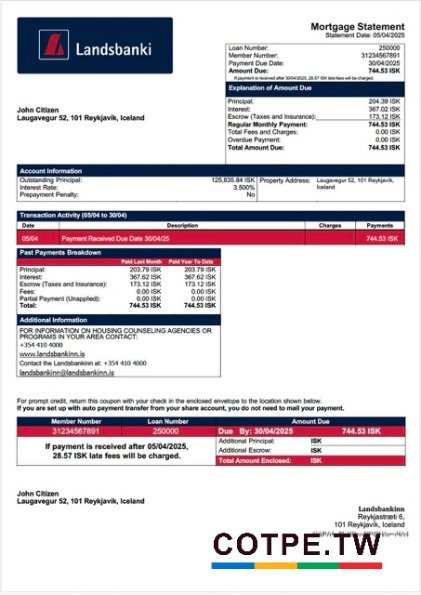 Landsbanki
Mortgage Statement
Statement Date: 05/04/2025
Loan Number: 250000
Member Number: 31234567891
Payment Due Date: 30/04/2025
Amount Due: 744.53 ISK
If payment is received after 30/04/2025, 28.57 ISK late fees will be charged.
Explanation of Amount Due
Principal: 204.39 ISK
Interest: 367.02 ISK
Escrow (Taxes and Insurance): 173.12 ISK
Regular Monthly Payment: 744.53 ISK
Total Fees and Charges: 0.00 ISK
Overdue Payment: 0.00 ISK
Total Amount Due: 744.53 ISK
John Citizen
Laugavegur 52, 101 Reykjavik, Iceland
Account Information
Outstanding Principal: 125,835.84 ISK
Interest Rate: 3.500%
Prepayment Penalty: No
Property Address: Laugavegur 52, 101 Reykjavik,
Iceland
Transaction Activity (05/04 to 30/04)
Date Description Charges Payments
05/04 Payment Received Due Date 30/04/25 744.53 ISK
Past Payments Breakdown
Paid Last Month Paid Year To Date
Principal: 203.79 ISK 203.79 ISK
Interest: 367.62 ISK 367.62 ISK
Escrow (Taxes and Insurance): 173.12 ISK 173.12 ISK
Fees: 0.00 ISK 0.00 ISK
Partial Payment (Unapplied): 0.00 ISK 0.00 ISK
Total: 744.53 ISK 744.53 ISK
Additional Information
FOR INFORMATION ON HOUSING COUNSELING AGENCIES OR
PROGRAMS IN YOUR AREA CONTACT:
+354 410 4000
www.landsbankinn.is
Contact the Landsbankinn at: +354 410 4000
landsbankinn@landsbankinn.is
For prompt credit, return this coupon with your check in the enclosed envelope to the location shown below.
If you are set up with auto payment transfer from your share account, you do not need to mail your payment.
Member Number Loan Number Amount Due
31234567891 250000 Due By: 30/04/2025 744.53 ISK
If payment is received after 05/04/2025,
28.57 ISK late fees will be charged.
Additional Principal: ISK
Additional Escrow: ISK
Total Amount Enclosed: ISK
John Citizen
Laugavegur 52, 101 Reykjavik, Iceland
Landsbankinn
Reykjastræti 6,
101 Reykjavik, Iceland
COTPE.TW